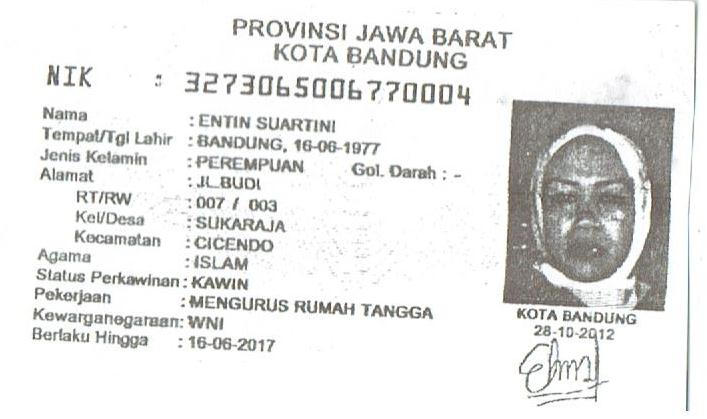 PROVINSI JAWA BARAT
KOTA BANDUNG
NIK : 3273065006770004
Nama : ENTIN SUARTINI
Tempat/Tgl Lahir : BANDUNG, 16-06-1977
Jenis Kelamin : PEREMPUAN Gol. Darah : -
Alamat : JL.BUDI
RT/RW : 007 / 003
Kel/Desa : SUKARAJA
Kecamatan : CICENDO
Agama : ISLAM
Status Perkawinan : KAWIN
Pekerjaan : MENGURUS RUMAH TANGGA
Kewarganegaraan: WNI
Berlaku Hingga : 16-06-2017
KOTA BANDUNG
28-10-2012